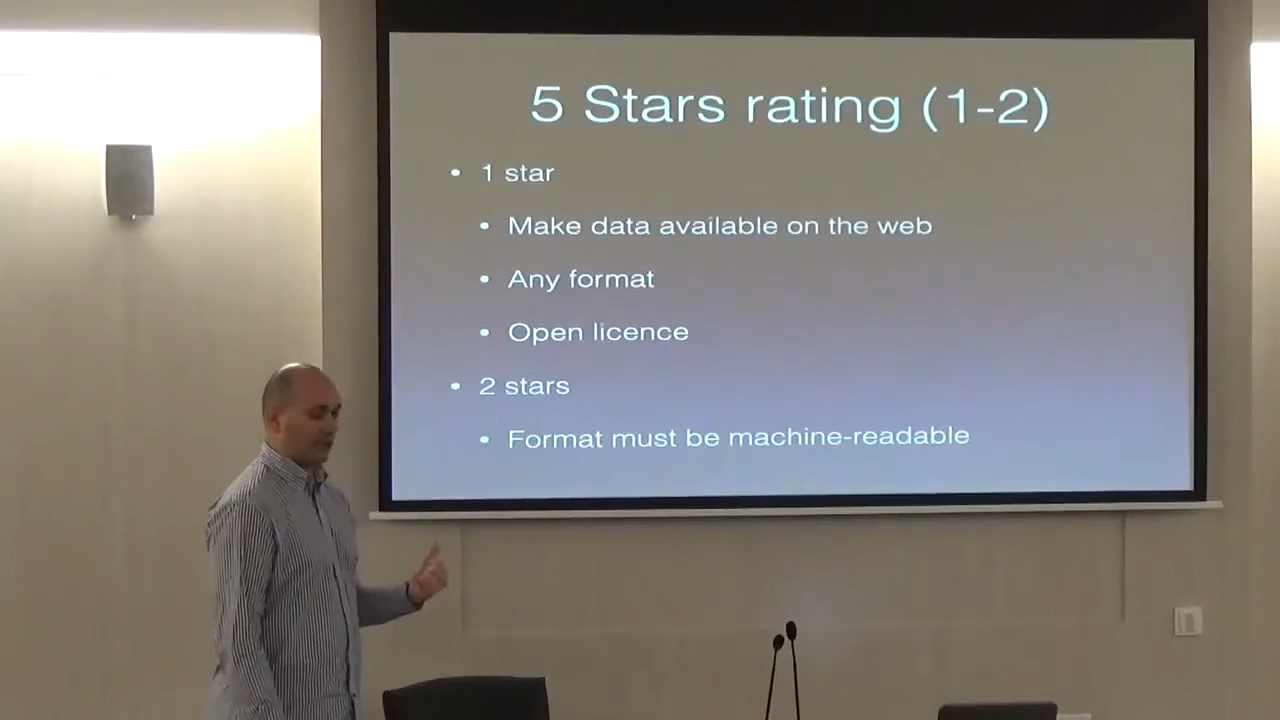 5 Stars rating (1-2)
• 1 star
• Make data available on the web
• Any format
• Open licence
• 2 stars
• Format must be machine-readable